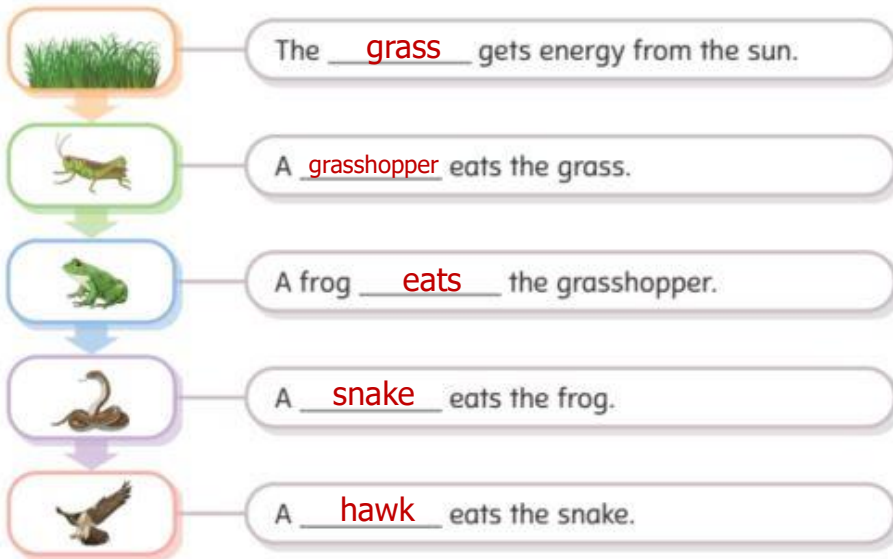 The grass gets energy from the sun.
A grasshopper eats the grass.
A frog eats the grasshopper.
A snake eats the frog.
A hawk eats the snake.